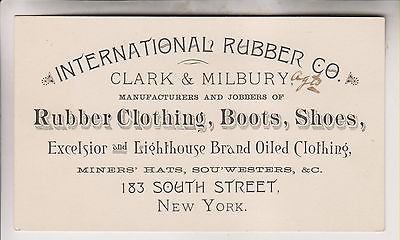 INTERNATIONAL RUBBER CO.
CLARK & MILBURY Agts
MANUFACTURERS AND JOBBERS OF
Rubber Clothing, Boots, Shoes,
Excelsior and Lighthouse Brand Oiled Clothing,
MINERS' HATS, SOU'WESTERS, &C.
183 SOUTH STREET,
NEW YORK.